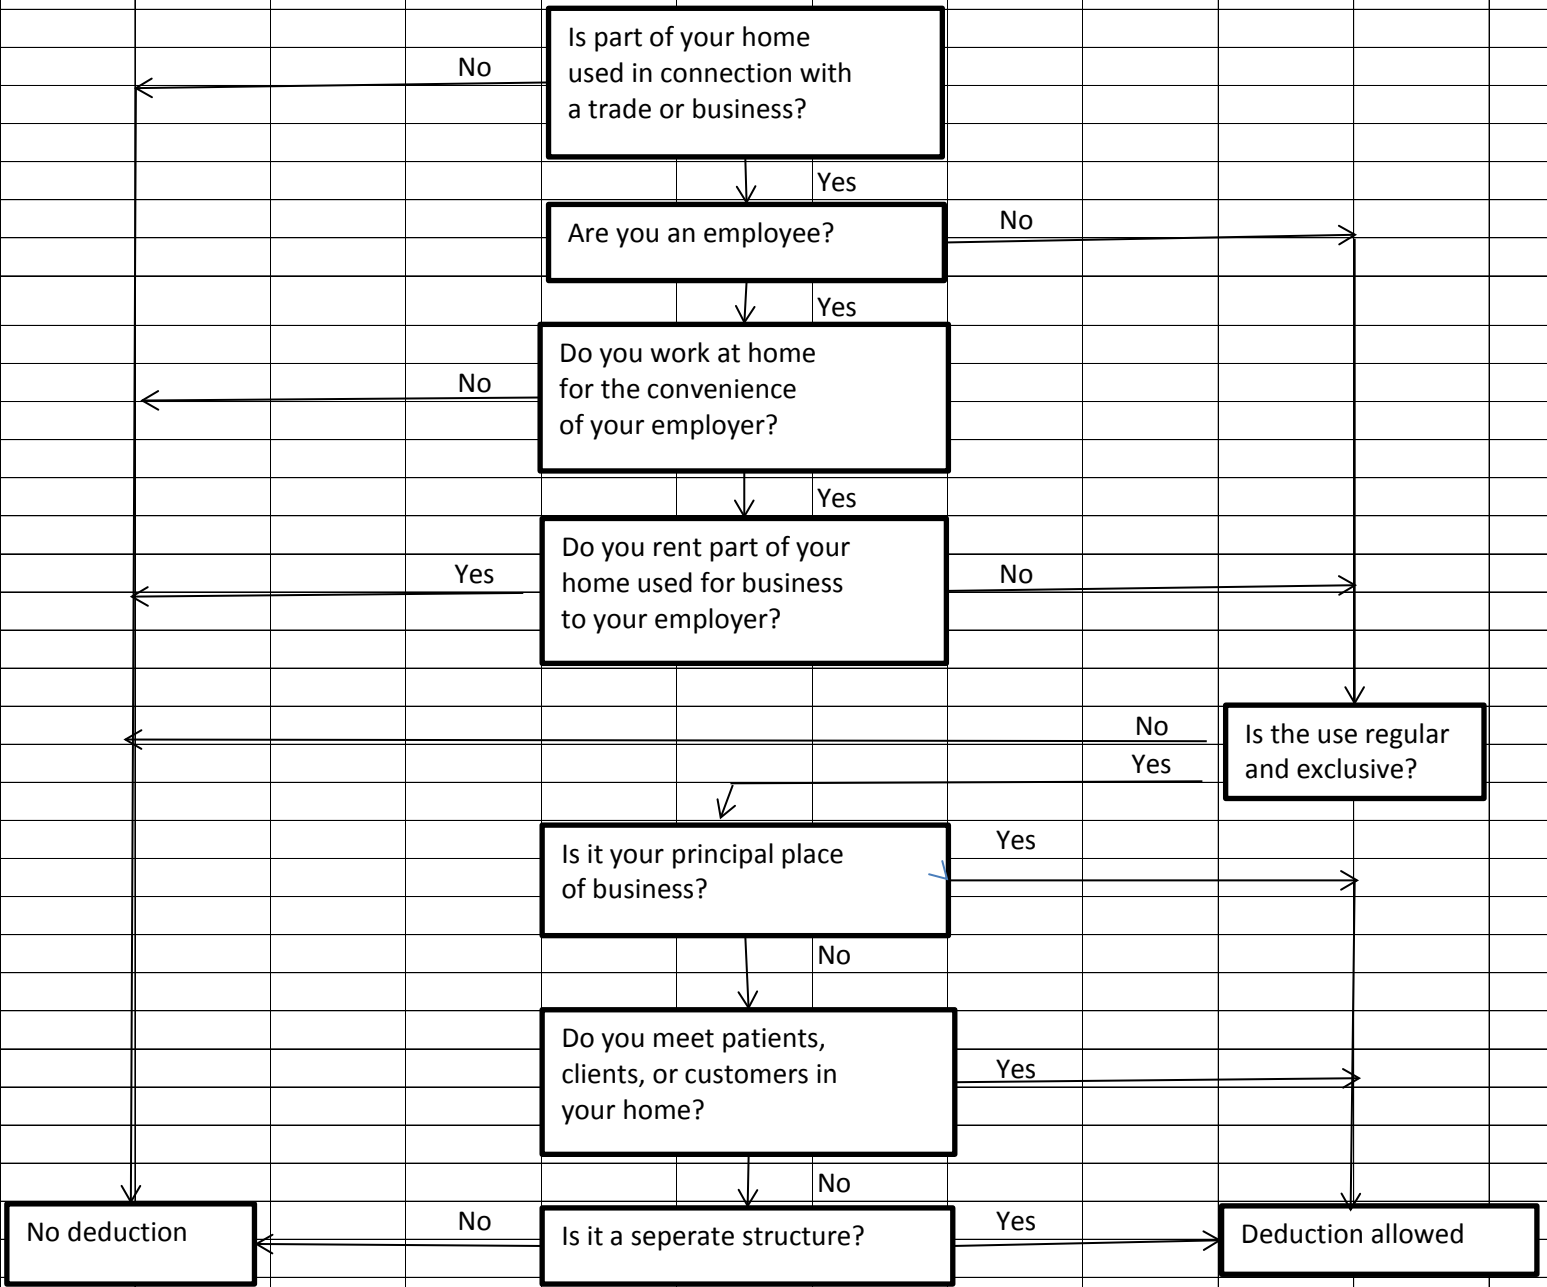 Is part of your home
used in connection with
a trade or business?
No
Yes
Are you an employee?
No
Yes
Do you work at home
for the convenience
of your employer?
No
Yes
Do you rent part of your
home used for business
to your employer?
Yes
No
Is the use regular
and exclusive?
No
Yes
Is it your principal place
of business?
Yes
No
Do you meet patients,
clients, or customers in
your home?
Yes
No
Is it a seperate structure?
No
Yes
No deduction
Deduction allowed